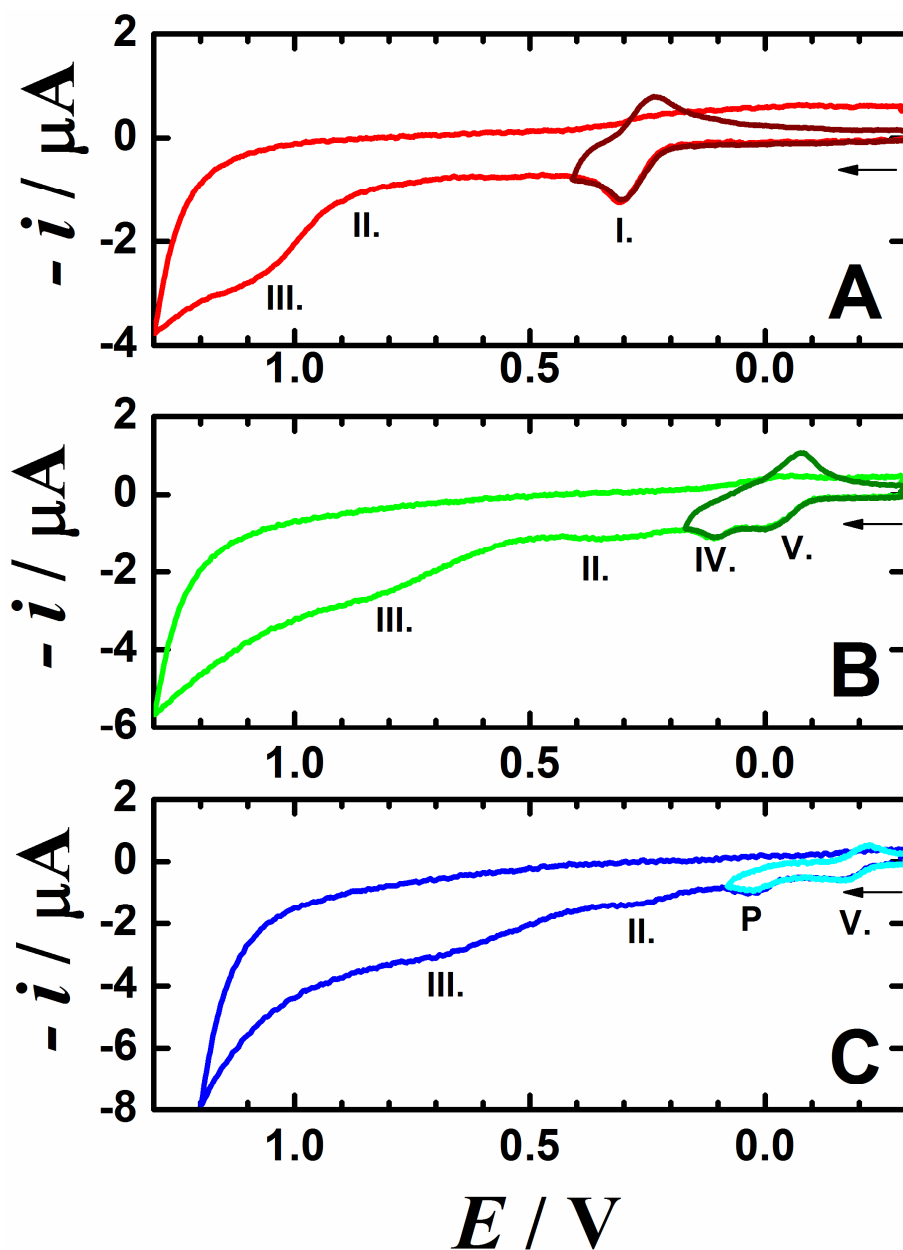 2
0
-2
-4
- i / μA
I.
II.
III.
A
1.0 0.5 0.0
2
0
-2
-4
-6
- i / μA
IV. V.
II.
III.
B
1.0 0.5 0.0
2
0
-2
-4
-6
-8
- i / μA
P V.
II.
III.
C
1.0 0.5 0.0
E / V